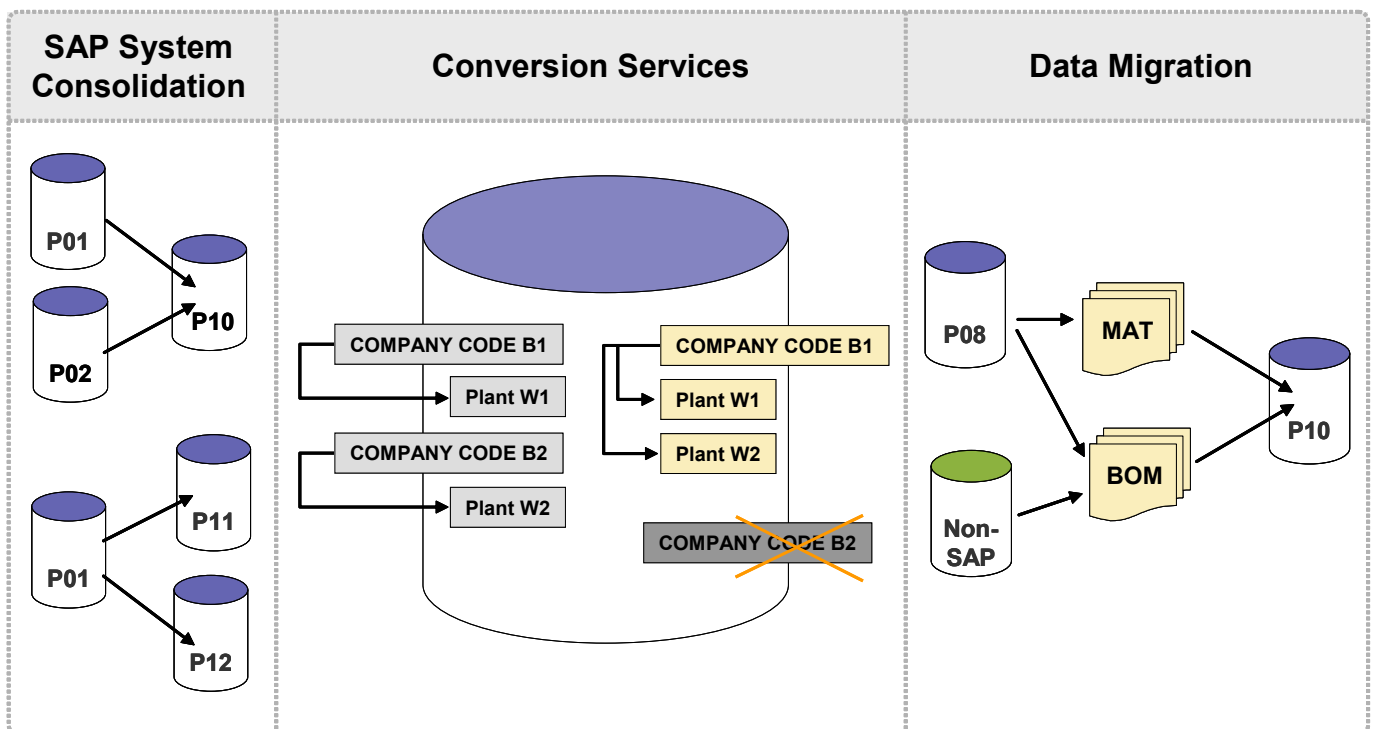 SAP System
Consolidation
Conversion Services
Data Migration
P01
P02
P10
P01
P11
P12
COMPANY CODE B1
Plant W1
COMPANY CODE B2
Plant W2
COMPANY CODE B1
Plant W1
Plant W2
COMPANY CODE B2
P08
MAT
Non-
SAP
BOM
P10